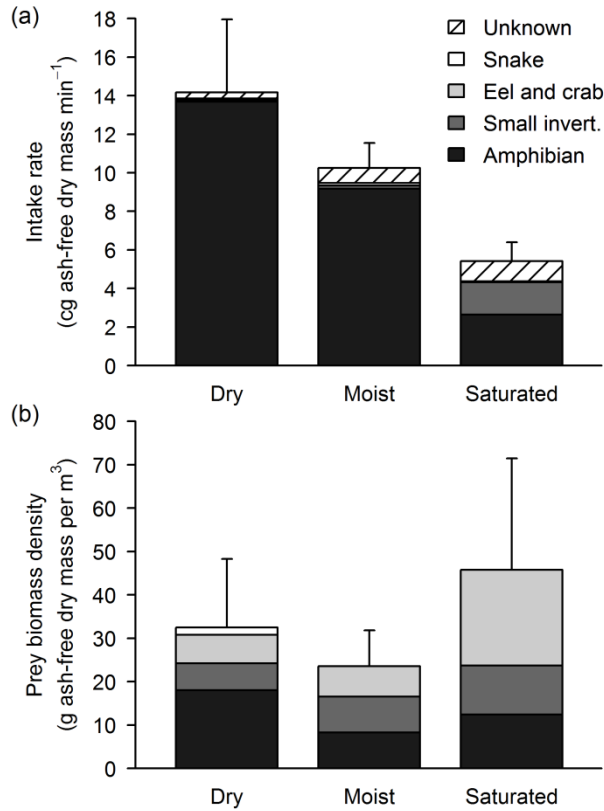 (a)
Intake rate
(cg ash-free dry mass min⁻¹)
18
16
14
12
10
8
6
4
2
0
Unknown
Snake
Eel and crab
Small invert.
Amphibian
Dry Moist Saturated
(b)
Prey biomass density
(g ash-free dry mass per m³)
80
70
60
50
40
30
20
10
0
Dry Moist Saturated